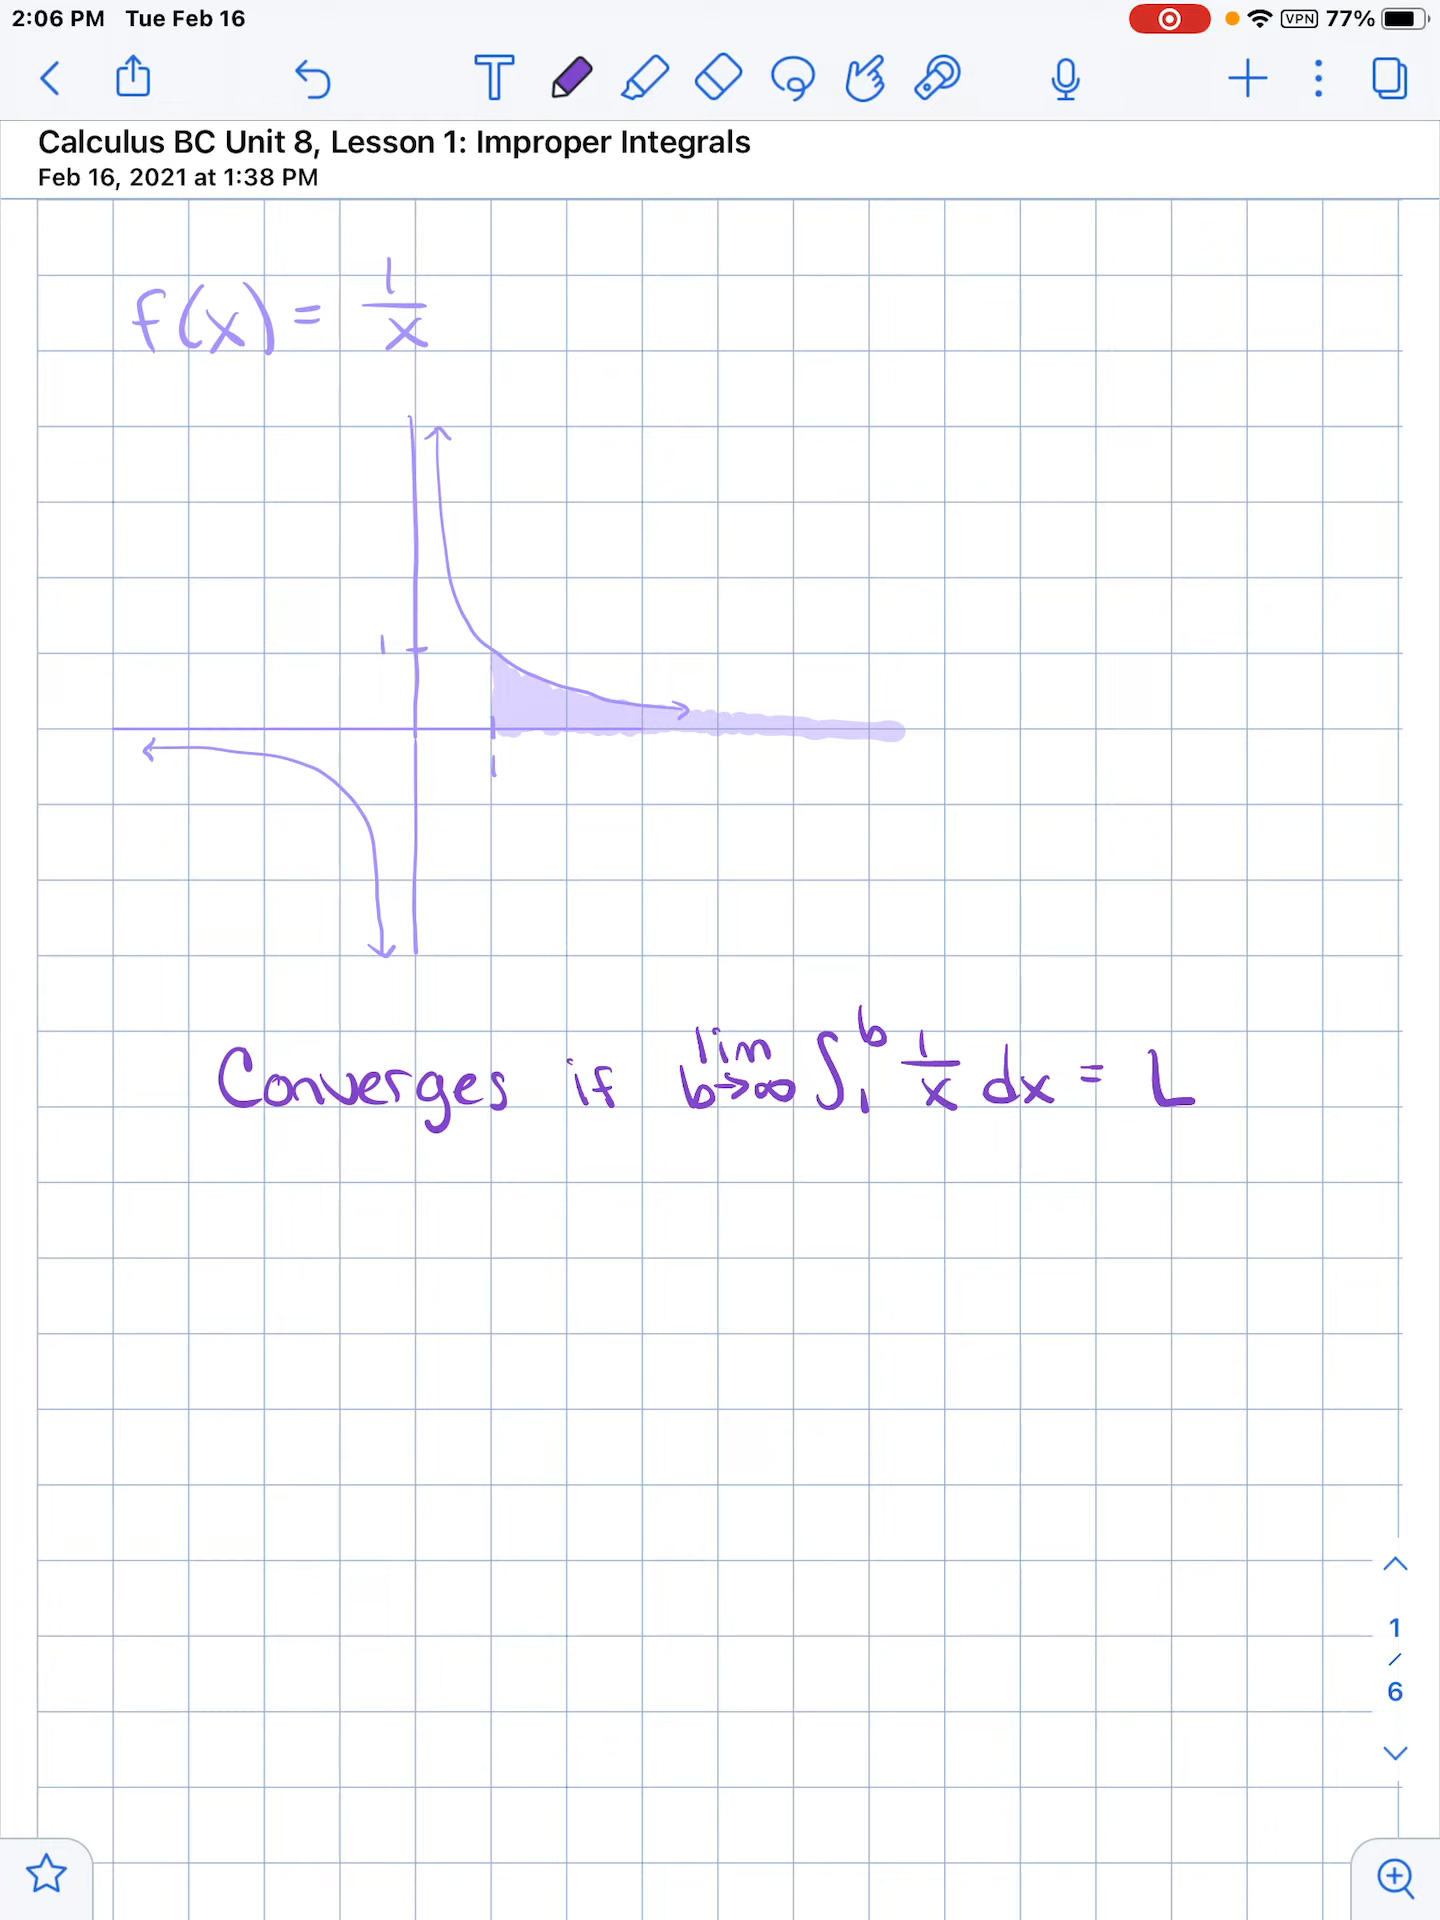 2:06 PM Tue Feb 16
VPN 77%
T
Calculus BC Unit 8, Lesson 1: Improper Integrals
Feb 16, 2021 at 1:38 PM
f(x) = 1/x
1
1
Converges if lim b→∞ ∫₁ᵇ 1/x dx = L
1
/
6